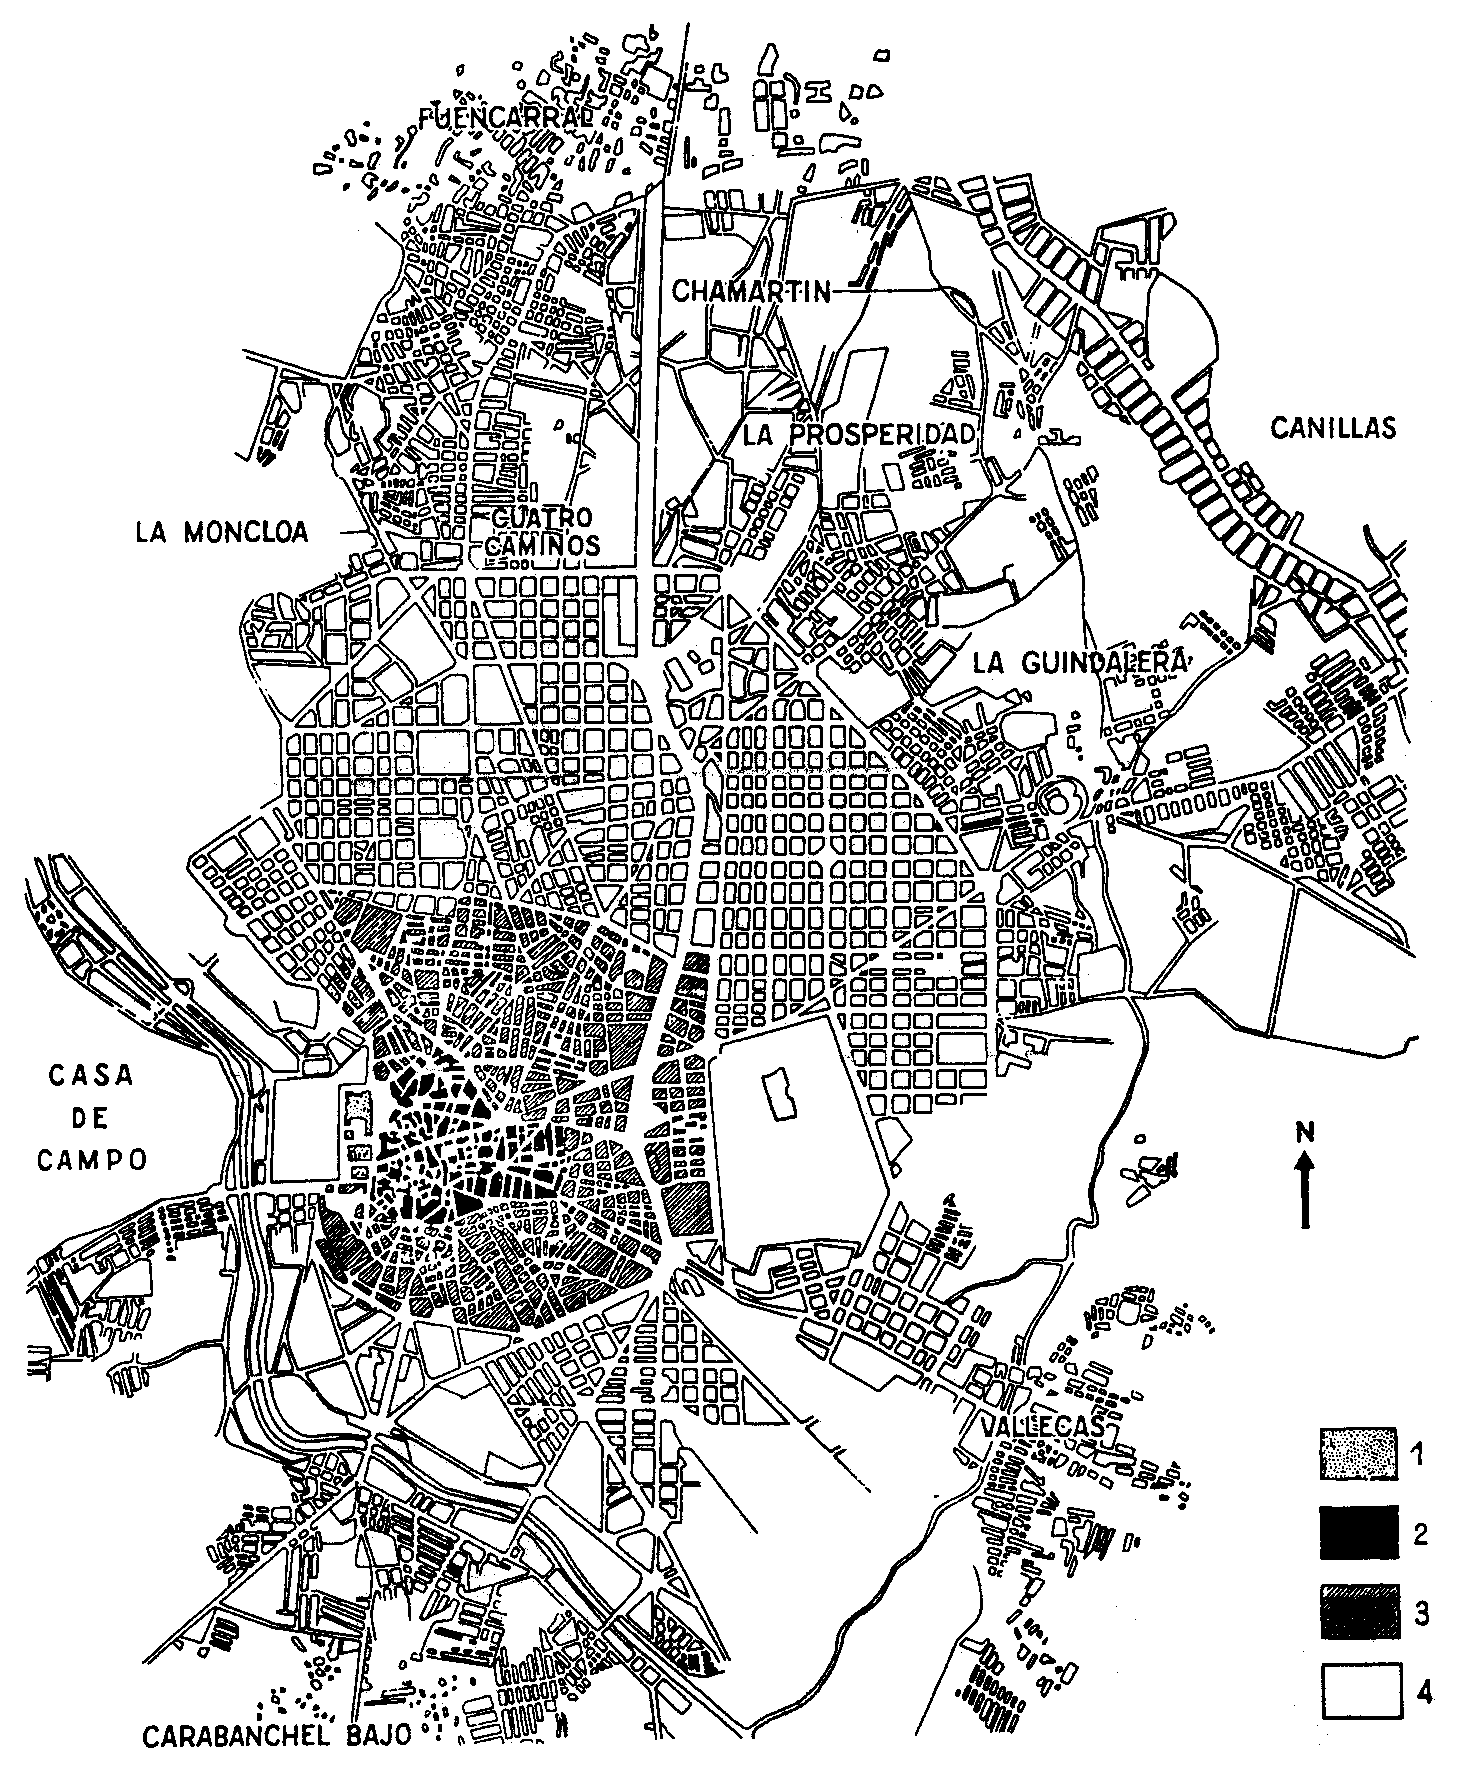 FUENCARRAL
CHAMARTIN
LA PROSPERIDAD
CANILLAS
LA MONCLOA
CUATRO
CAMINOS
LA GUINDALERA
CASA
DE
CAMPO
N
VALLECAS
1
2
3
4
CARABANCHEL BAJO